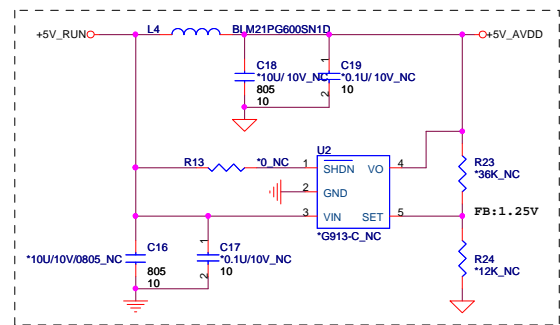 +5V_RUN
L4
BLM21PG600SN1D
+5V_AVDD
C18
*10U/ 10V_NC
805
10
1
2
C19
*0.1U/ 10V_NC
10
1
2
U2
R13
*0_NC
1
SHDN
VO
4
2
GND
3
VIN
SET
5
*G913-C_NC
R23
*36K_NC
FB:1.25V
R24
*12K_NC
C16
*10U/10V/0805_NC
805
10
1
2
C17
*0.1U/10V_NC
10